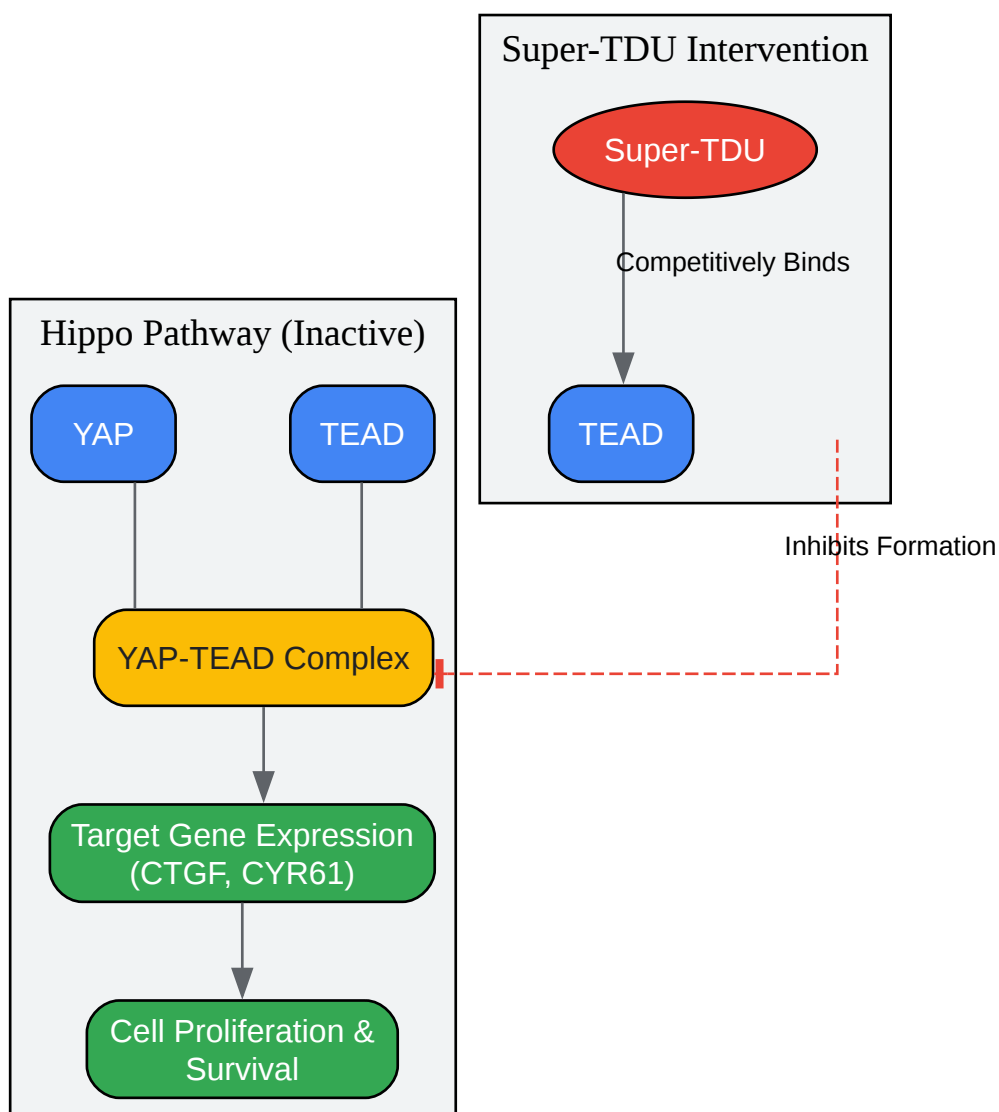 Super-TDU Intervention
Super-TDU
Competitively Binds
TEAD
Inhibits Formation
Hippo Pathway (Inactive)
YAP
TEAD
YAP-TEAD Complex
Target Gene Expression
(CTGF, CYR61)
Cell Proliferation &
Survival